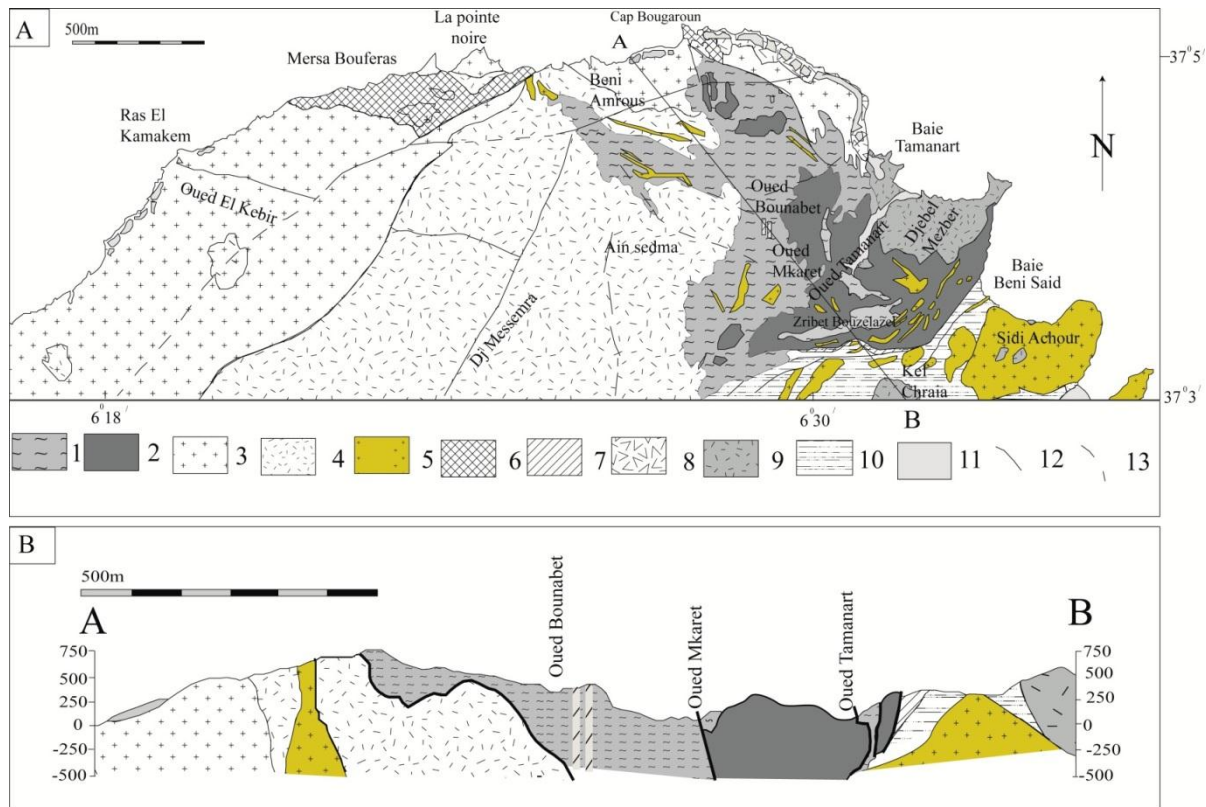 A
500m
La pointe
noire
Cap Bougaroun
A
Mersa Bouferas
37°5'
Beni
Amrous
Ras El
Kamakem
Baie
Tamanart
N
Oued El Kebir
Oued
Bounabet
Djebel
Mezber
Ain sedma
Oued
Mkaret
Oued Tamanart
Baie
Beni Said
Dj Messemra
Zribet Bouzelazel
Sidi Achour
Kef
Chraia
37°3'
6°18'
6°30'
B
1 2 3 4 5 6 7 8 9 10 11 12 13
B
500m
A
B
Oued Bounabet
Oued Mkaret
Oued Tamanart
750
500
250
0
-250
-500
750
500
250
0
-250
-500